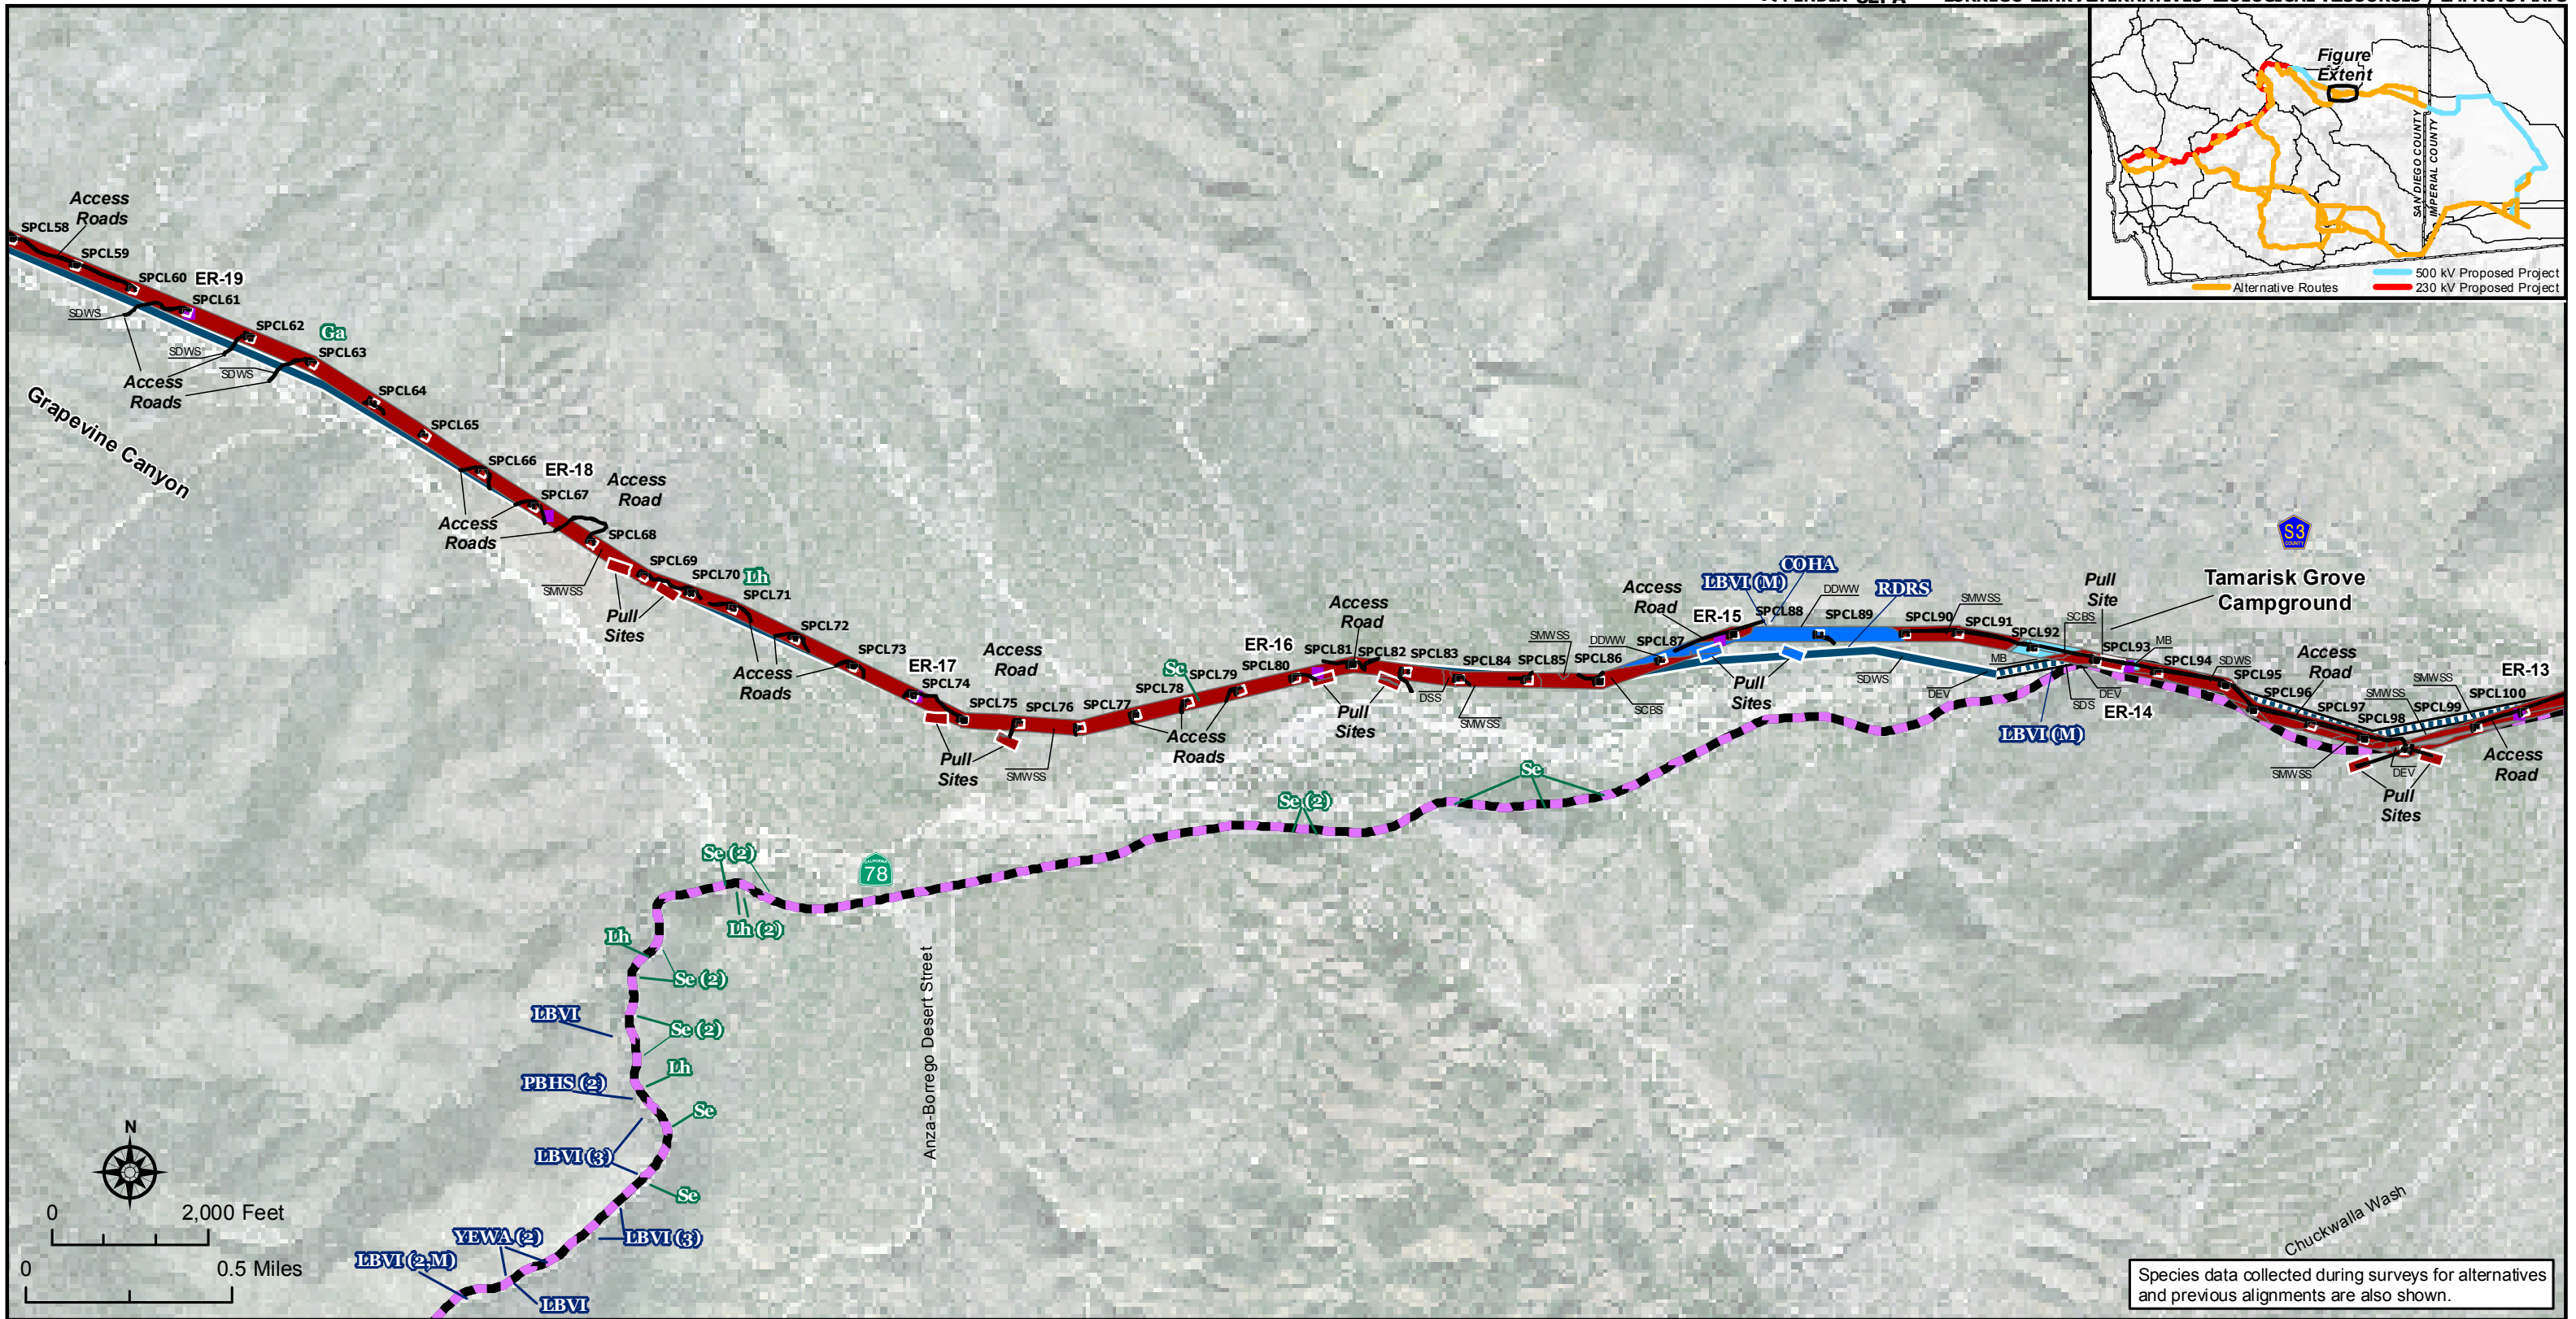 Figure
Extent
SAN DIEGO COUNTY
IMPERIAL COUNTY
500 kV Proposed Project
Alternative Routes
230 kV Proposed Project
Access
Roads
SPCL58
SPCL59
SPCL60
ER-19
SPCL61
SDWS
SPCL62
Ga
SDWS
SPCL63
SDWS
Access
Roads
SPCL64
Grapevine Canyon
SPCL65
SPCL66
ER-18
Access
Road
SPCL67
Access
Roads
SPCL68
SMWSS
SPCL69
SPCL70
Lh
SPCL71
Pull
Sites
SPCL72
Access
Roads
SPCL73
ER-17
Access
Road
SPCL74
SPCL75
SPCL76
SPCL77
SPCL78
Sc
SPCL79
SPCL80
ER-16
Pull
Sites
SMWSS
Access
Roads
Access
Road
SPCL81
SPCL82
SPCL83
SPCL84
SMWSS
SPCL85
SPCL86
Pull
Sites
DSS
SMWSS
SCBS
DDWW
SPCL87
Access
Road
ER-15
LBVI (M)
COHA
SPCL88
DDWW
SPCL89
RDRS
SPCL90
SMWSS
SPCL91
SPCL92
Pull
Sites
SDWS
DEV
MB
SCBS
Pull
Site
S3
COUNTY
Tamarisk Grove
Campground
SPCL93
MB
SPCL94
SDWS
SPCL95
DEV
SDS
ER-14
LBVI (M)
Access
Road
SPCL96
SPCL97
SMWSS
SPCL98
SMWSS
SPCL99
SPCL100
ER-13
SMWSS
DEV
Access
Road
Pull
Sites
Se
Se (2)
CALIFORNIA
78
Se (2)
Lh (2)
Lh
Se (2)
LBVI
Se (2)
Lh
PBHS (2)
Se
LBVI (3)
Se
YEWA (2)
LBVI (3)
LBVI (2,M)
LBVI
Anza-Borrego Desert Street
Chuckwalla Wash
N
0 2,000 Feet
0 0.5 Miles
Species data collected during surveys for alternatives
and previous alignments are also shown.